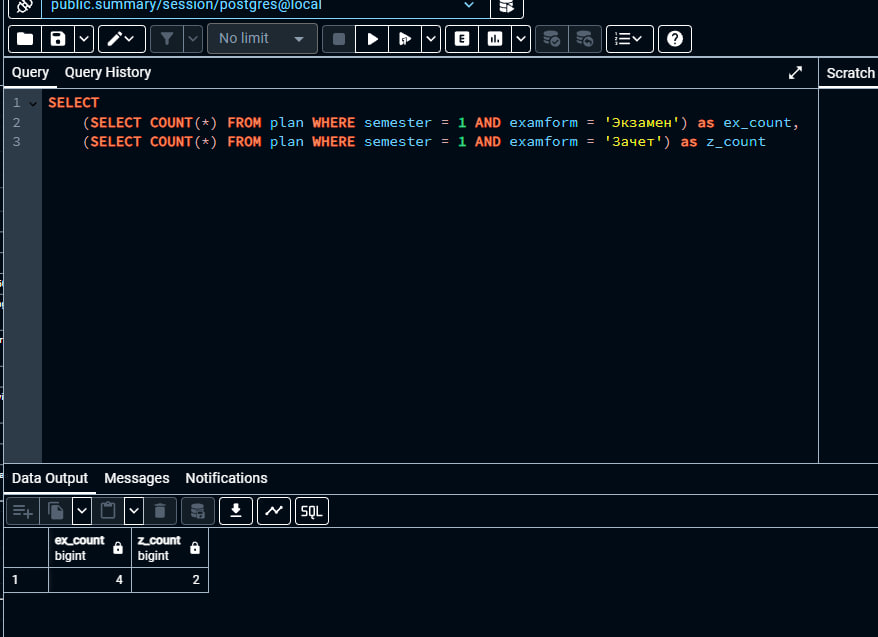 public.summary/session/postgres@local
No limit
E
Query Query History
Scratch
1 SELECT
2 (SELECT COUNT(*) FROM plan WHERE semester = 1 AND examform = 'Экзамен') as ex_count,
3 (SELECT COUNT(*) FROM plan WHERE semester = 1 AND examform = 'Зачет') as z_count
Data Output Messages Notifications
SQL
ex_count z_count
bigint bigint
1 4 2